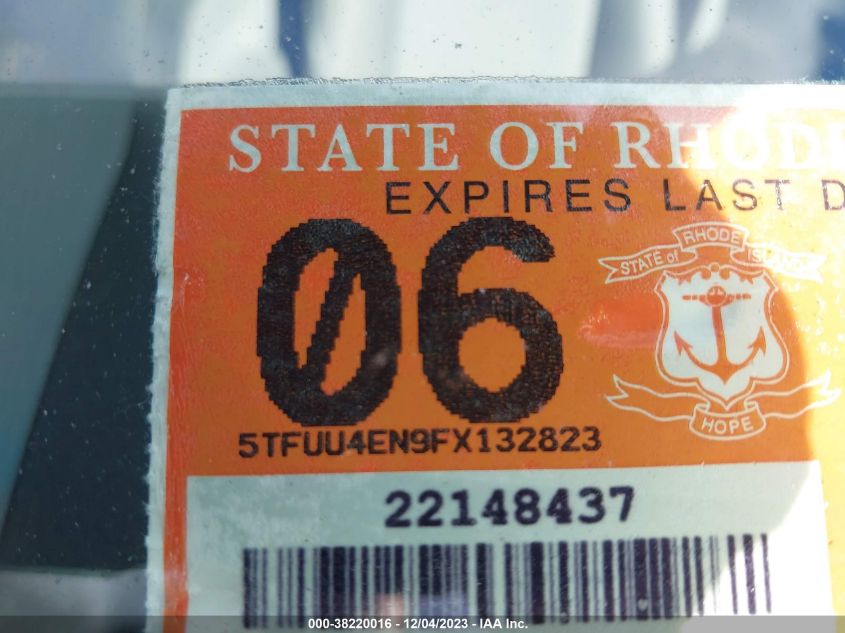 STATE OF RHODE
EXPIRES LAST D
06
STATE of RHODE ISLAND
HOPE
5TFUU4EN9FX132823
22148437
000-38220016 - 12/04/2023 - IAA Inc.